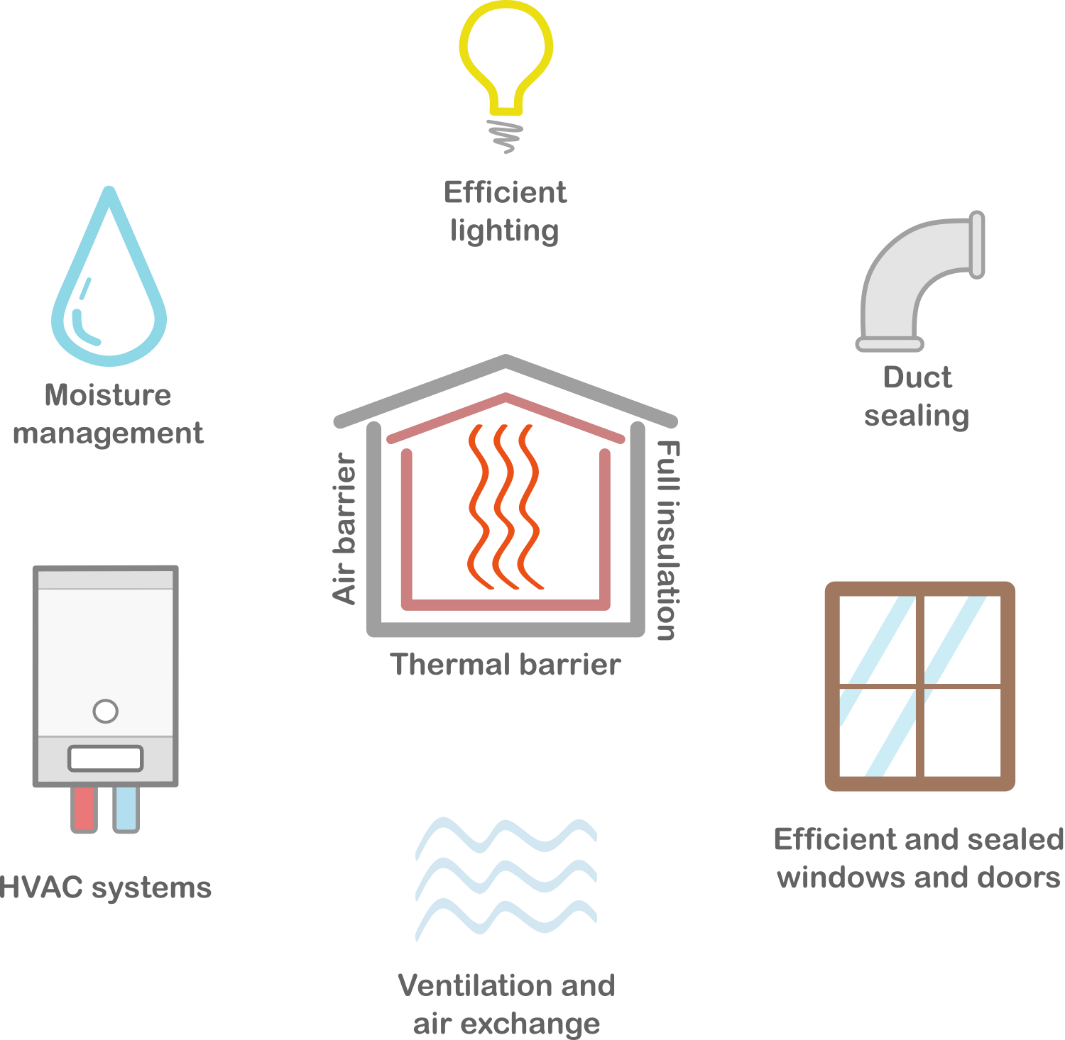 Efficient
lighting
Moisture
management
Duct
sealing
Air barrier
Full insulation
Thermal barrier
HVAC systems
Efficient and sealed
windows and doors
Ventilation and
air exchange